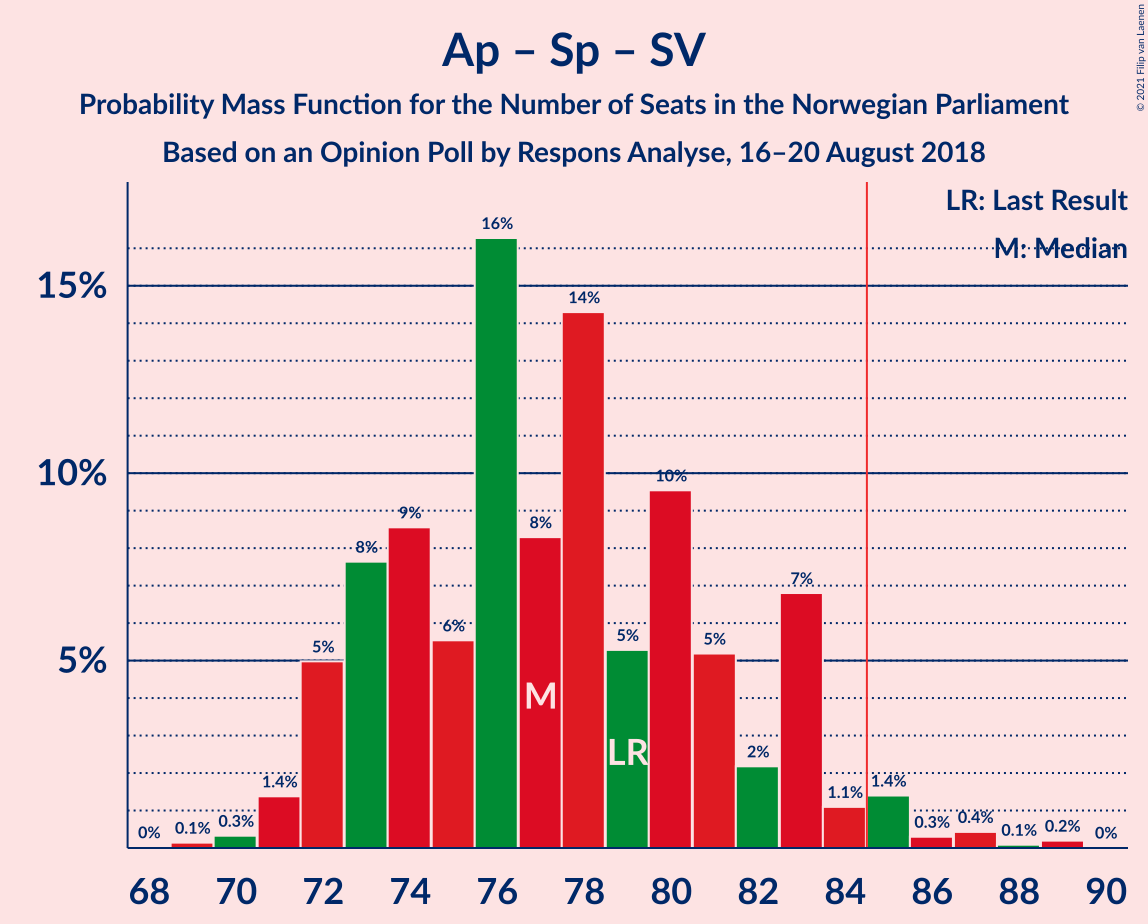 Ap – Sp – SV
Probability Mass Function for the Number of Seats in the Norwegian Parliament
Based on an Opinion Poll by Respons Analyse, 16–20 August 2018
© 2021 Filip van Laenen
LR: Last Result
M: Median
15%
10%
5%
0%
0.1%
0.3%
1.4%
5%
8%
9%
6%
16%
8%
14%
5%
10%
5%
2%
7%
1.1%
1.4%
0.3%
0.4%
0.1%
0.2%
0%
M
LR
68 70 72 74 76 78 80 82 84 86 88 90